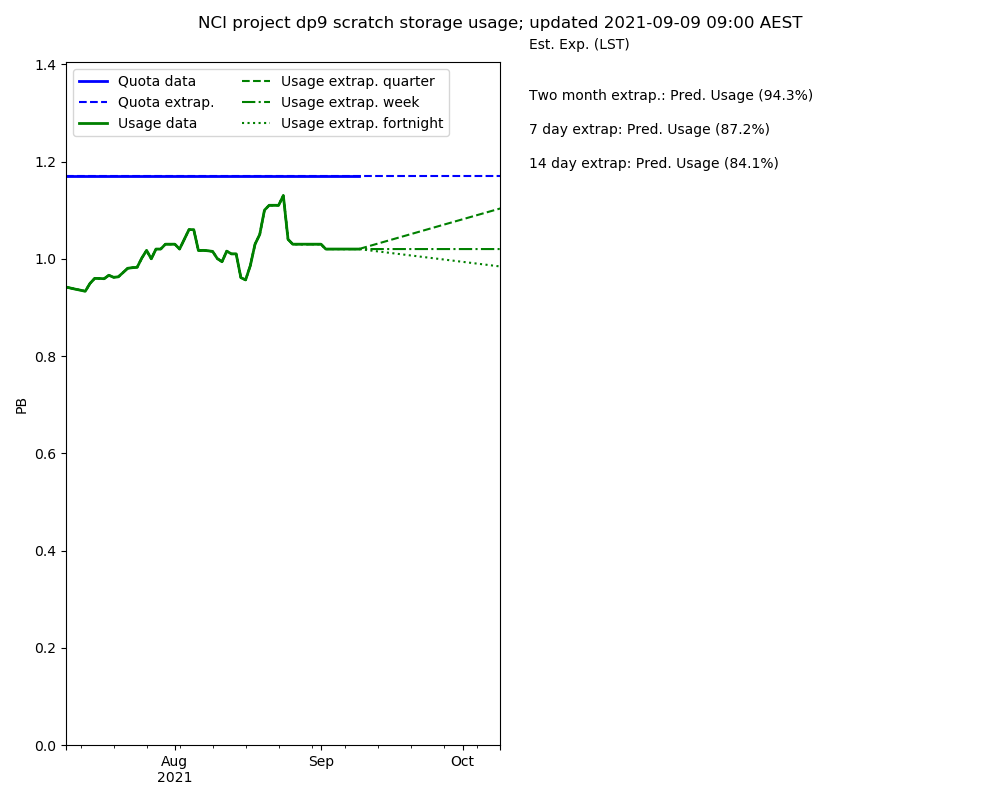 NCI project dp9 scratch storage usage; updated 2021-09-09 09:00 AEST
Est. Exp. (LST)
Two month extrap.: Pred. Usage (94.3%)
7 day extrap: Pred. Usage (87.2%)
14 day extrap: Pred. Usage (84.1%)
Quota data
Quota extrap.
Usage data
Usage extrap. quarter
Usage extrap. week
Usage extrap. fortnight
PB
1.4
1.2
1.0
0.8
0.6
0.4
0.2
0.0
Aug
2021
Sep
Oct